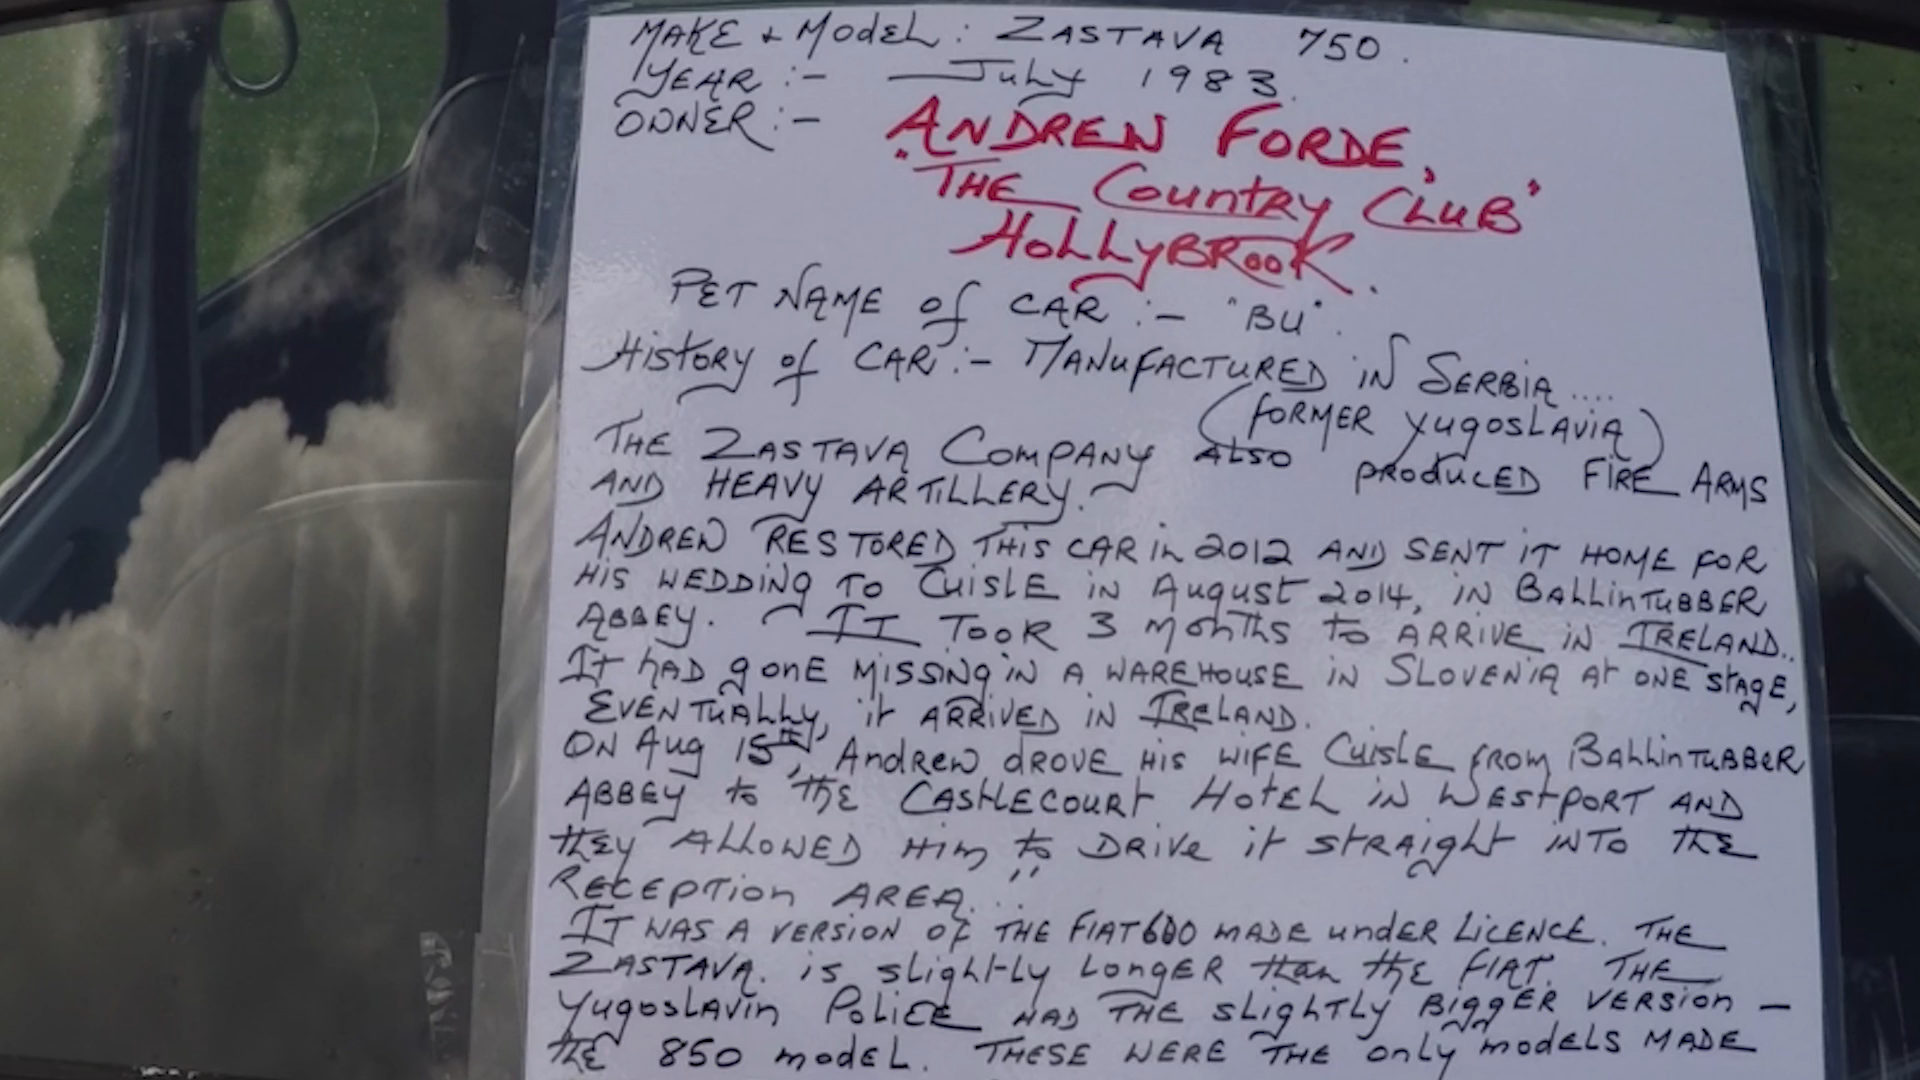 MAKE + MODEL: ZASTAVA 750.
YEAR :- July 1983.
OWNER :- ANDREW FORDE,
"THE COUNTRY CLUB"
HOLLYBROOK.
PET NAME of CAR :- "BU".
HISTORY of CAR :- MANUFACTURED IN SERBIA....
(FORMER YUGOSLAVIA)
THE ZASTAVA COMPANY ALSO PRODUCED FIRE ARMS
AND HEAVY ARTILLERY.
ANDREW RESTORED THIS CAR IN 2012 AND SENT IT HOME FOR
HIS WEDDING TO CUISLE IN AUGUST 2014, IN BALLINTUBBER
ABBEY. IT TOOK 3 MONTHS TO ARRIVE IN IRELAND..
IT HAD GONE MISSING IN A WAREHOUSE IN SLOVENIA AT ONE STAGE,
EVENTUALLY, IT ARRIVED IN IRELAND.
ON AUG 15TH, ANDREW DROVE HIS WIFE CUISLE FROM BALLINTUBBER
ABBEY TO THE CASTLECOURT HOTEL IN WESTPORT AND
THEY ALLOWED HIM TO DRIVE IT STRAIGHT INTO THE
RECEPTION AREA...
IT WAS A VERSION OF THE FIAT 600 MADE UNDER LICENCE. THE
ZASTAVA. IS SLIGHTLY LONGER THAN THE FIAT. THE
YUGOSLAVIN POLICE HAD THE SLIGHTLY BIGGER VERSION -
THE 850 MODEL. THESE WERE THE ONLY MODELS MADE